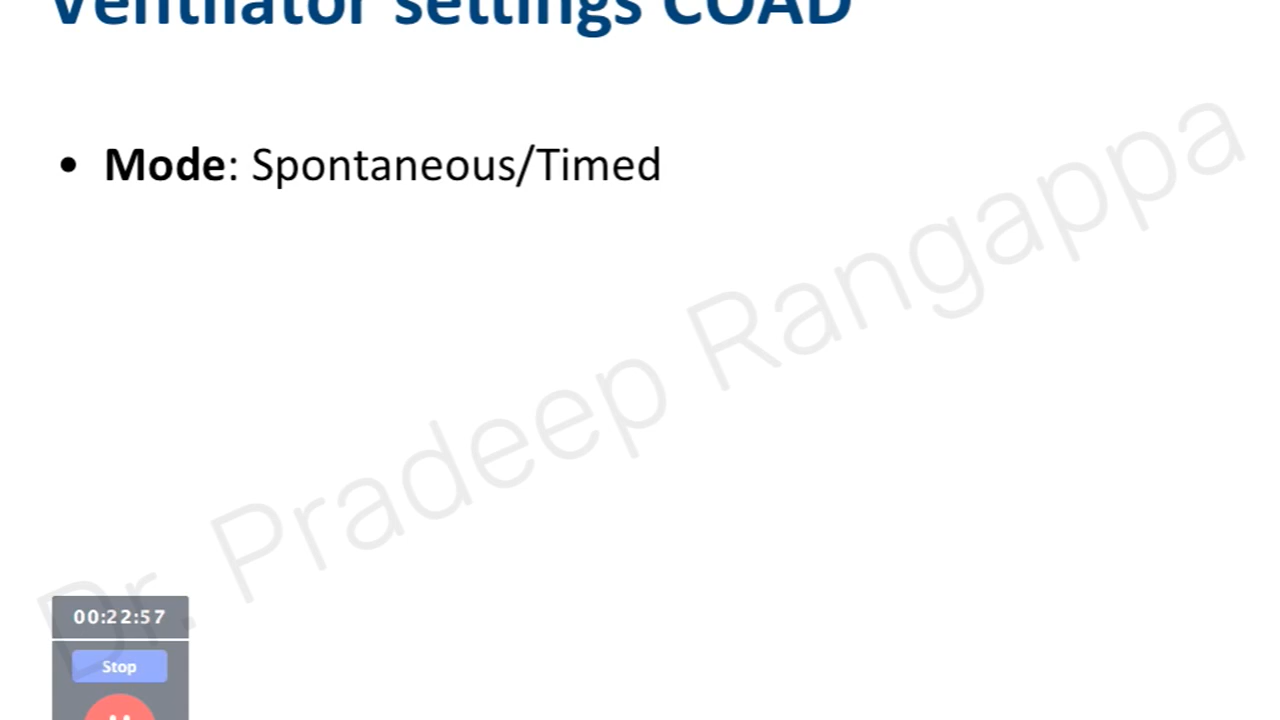 Ventilator settings COAD
• Mode: Spontaneous/Timed
Dr. Pradeep Rangappa
00:22:57
Stop